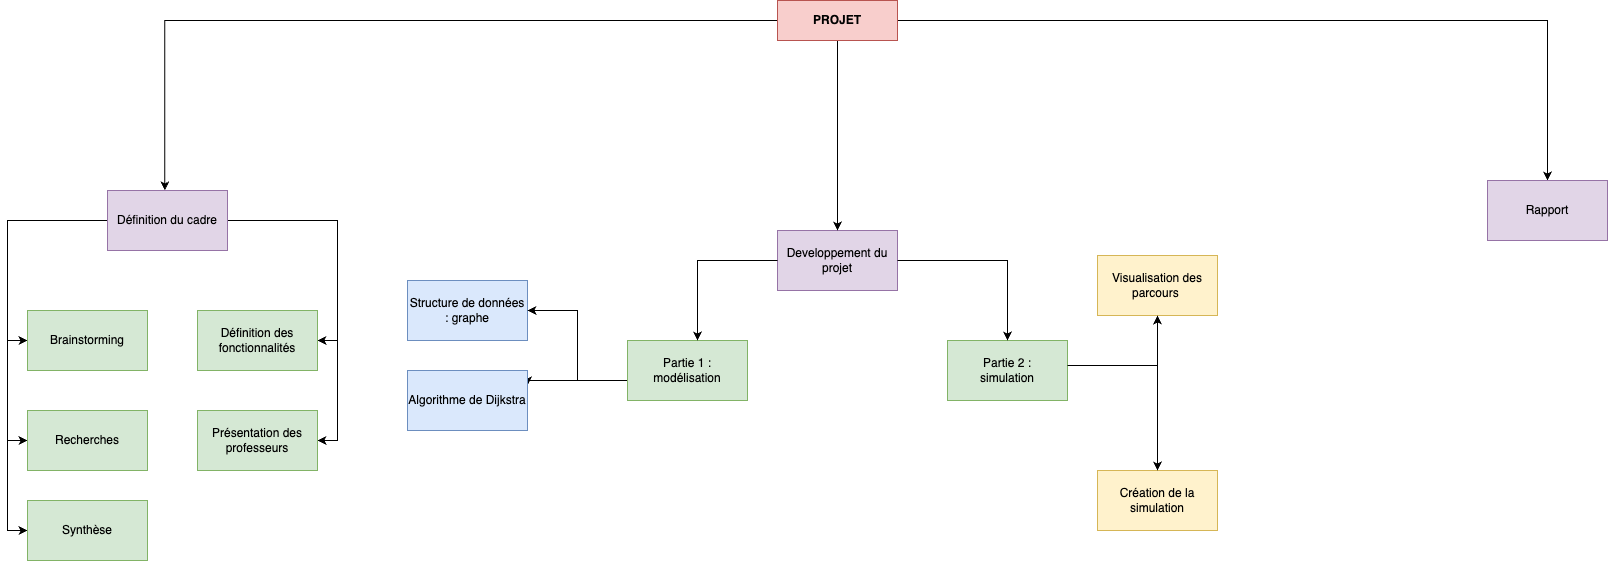 PROJET
Définition du cadre
Brainstorming
Recherches
Synthèse
Définition des
fonctionnalités
Présentation des
professeurs
Developpement du
projet
Partie 1 :
modélisation
Structure de données
: graphe
Algorithme de Dijkstra
Partie 2 :
simulation
Visualisation des
parcours
Création de la
simulation
Rapport